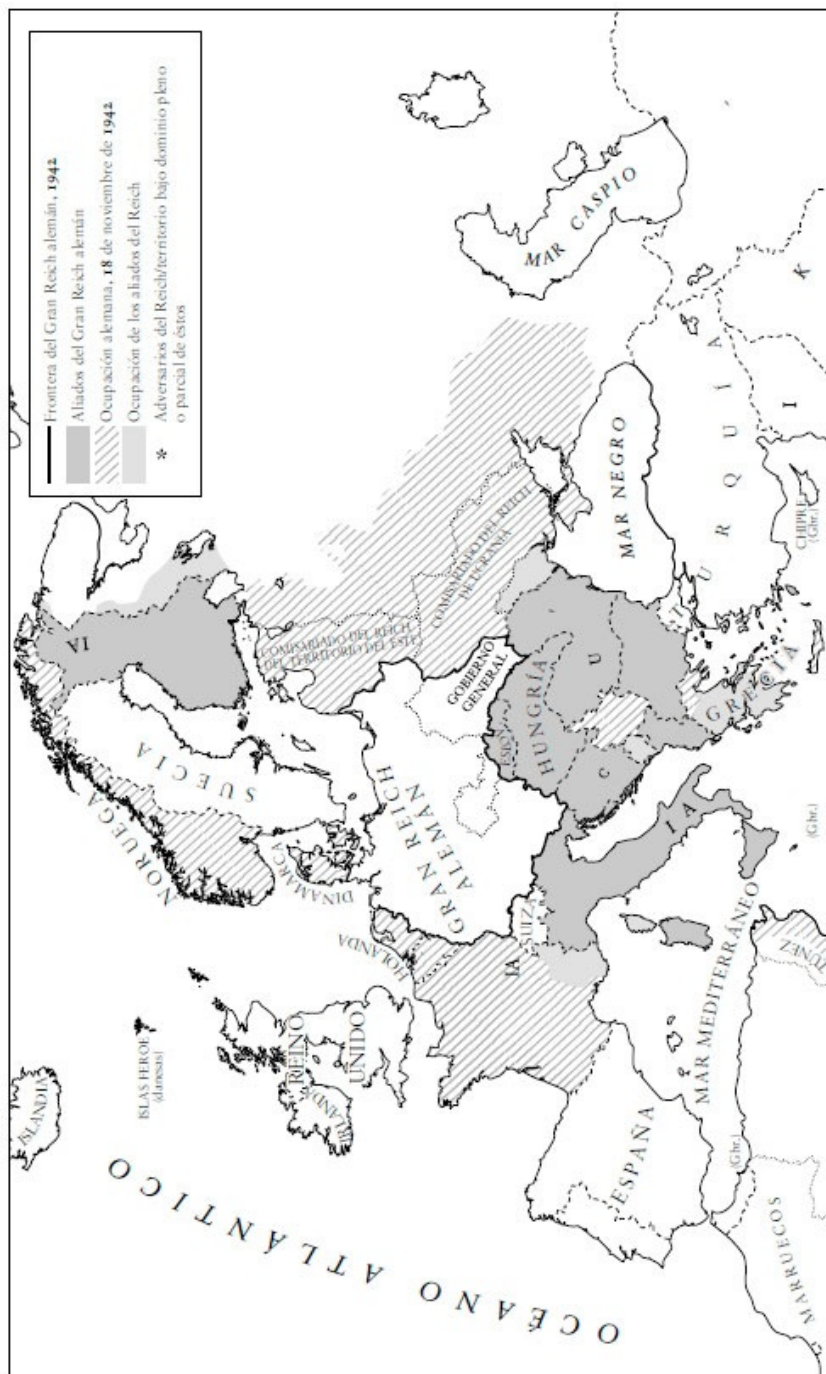 Frontera del Gran Reich alemán, 1942
Aliados del Gran Reich alemán
Ocupación alemana, 18 de noviembre de 1942
Ocupación de los aliados del Reich
* Adversarios del Reich/territorio bajo dominio pleno
o parcial de éstos
ISLANDIA
ISLAS FEROE
(danesas)
NORUEGA
SUECIA
IA
OCÉANO ATLÁNTICO
REINO
UNIDO
IRLANDA
DINAMARCA
HOLANDA
COMISARIADO DEL REICH
DEL TERRITORIO DEL ESTE
COMISARIADO DEL REICH
DE UCRANIA
GRAN REICH
ALEMÁN
GOBIERNO
GENERAL
IA
SUIZA
HUNGRÍA
U
C
IA
MAR NEGRO
MAR CASPIO
ESPAÑA
MAR MEDITERRÁNEO
GRECIA
TURQUÍA
CHIPRE
(Gbr.)
I
K
(Gbr.)
(Gbr.)
MARRUECOS
TÚNEZ